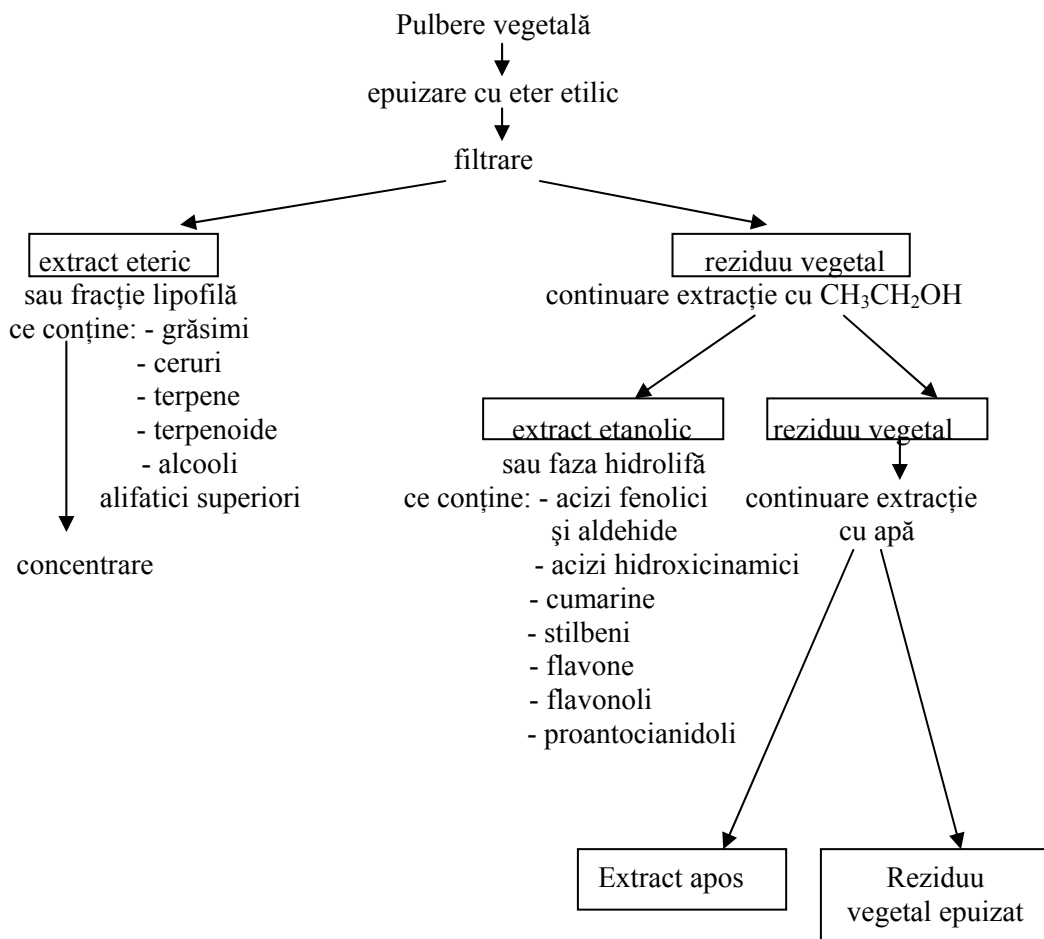 Pulbere vegetală
epuizare cu eter etilic
filtrare
extract eteric
sau fracție lipofilă
ce conține: - grăsimi
- ceruri
- terpene
- terpenoide
- alcooli
alifatici superiori
concentrare
reziduu vegetal
continuare extracție cu CH₃CH₂OH
extract etanolic
sau faza hidrolifă
ce conține: - acizi fenolici
şi aldehide
- acizi hidroxicinamici
- cumarine
- stilbeni
- flavone
- flavonoli
- proantocianidoli
reziduu vegetal
continuare extracție
cu apă
Extract apos
Reziduu
vegetal epuizat